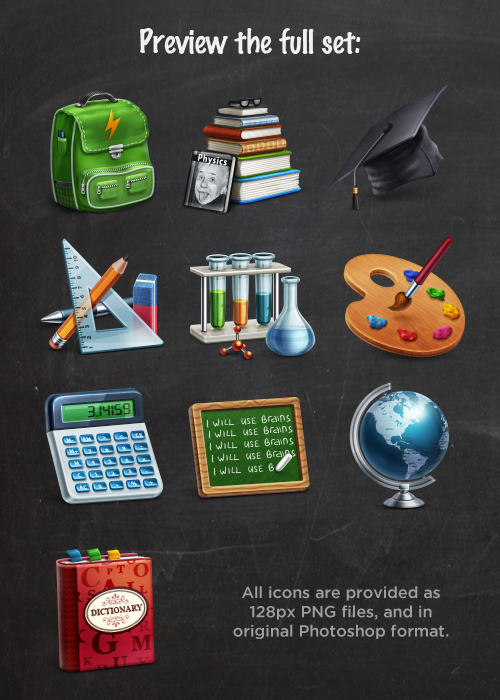 Preview the full set:
Physics
3.14159
I WILL USE Brains
I WILL USE Brains
I WILL USE Brains
I WILL USE Brains
I WILL USE B
DICTIONARY
All icons are provided as
128px PNG files, and in
original Photoshop format.